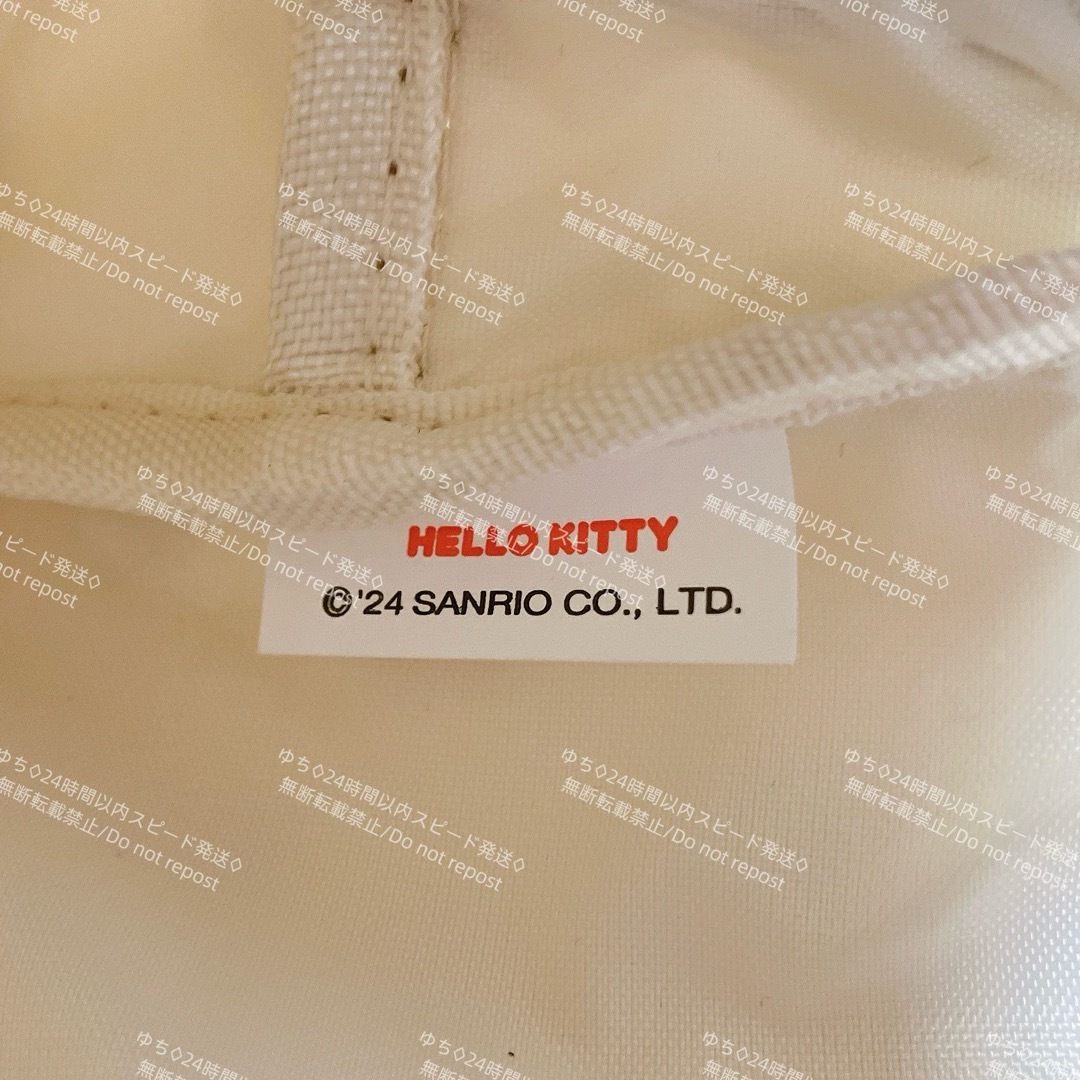 HELLO KITTY
©'24 SANRIO CO., LTD.
ゆち◇24時間以内スピード発送◇
無断転載禁止/Do not repost